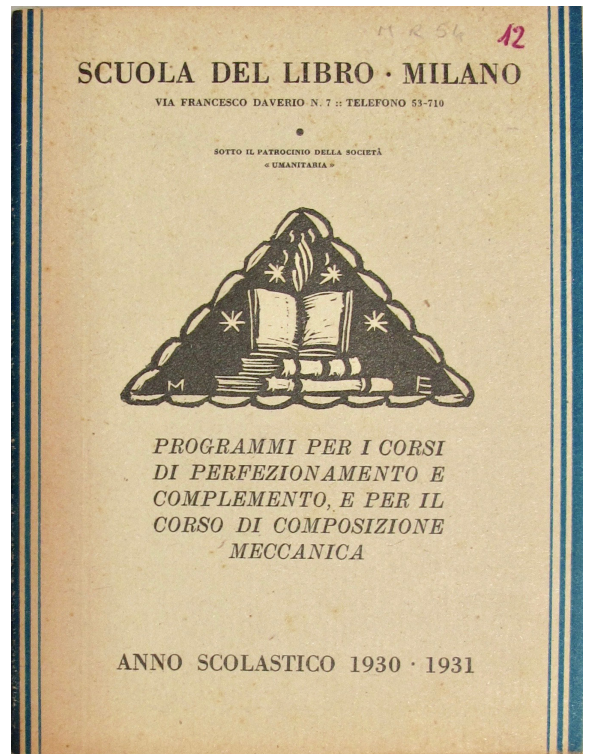 M R 54
12
SCUOLA DEL LIBRO · MILANO
VIA FRANCESCO DAVERIO N. 7 :: TELEFONO 53-710
SOTTO IL PATROCINIO DELLA SOCIETÀ
« UMANITARIA »
M E
PROGRAMMI PER I CORSI
DI PERFEZIONAMENTO E
COMPLEMENTO, E PER IL
CORSO DI COMPOSIZIONE
MECCANICA
ANNO SCOLASTICO 1930 · 1931